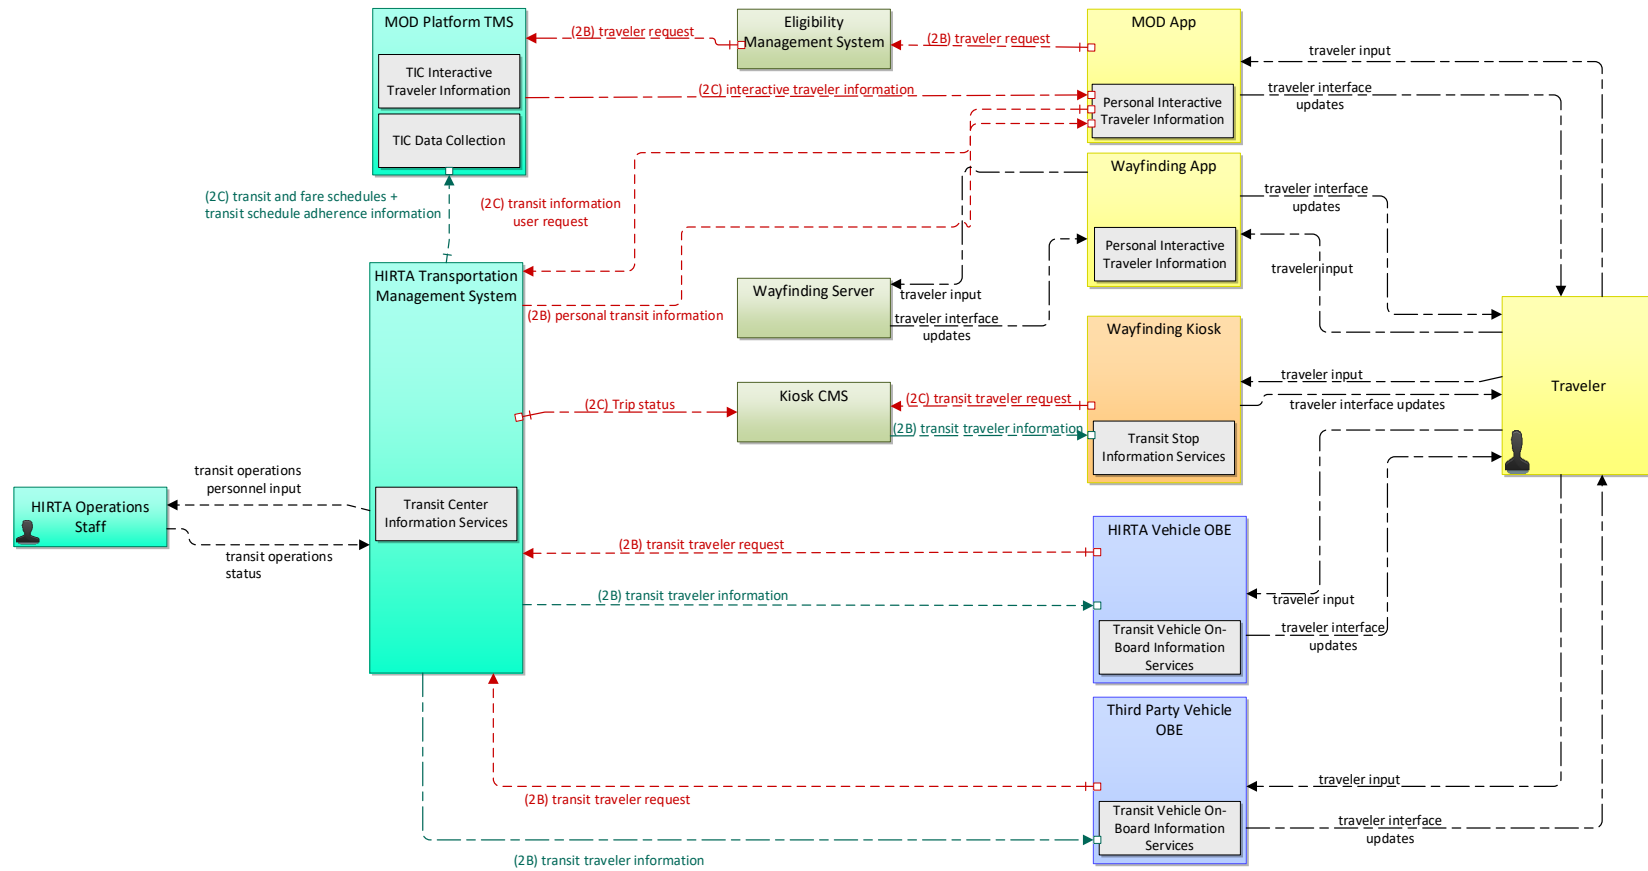 MOD Platform TMS
TIC Interactive
Traveler Information
TIC Data Collection
(2B) traveler request
Eligibility
Management System
(2B) traveler request
MOD App
Personal Interactive
Traveler Information
traveler input
traveler interface
updates
(2C) interactive traveler information
(2C) transit and fare schedules +
transit schedule adherence information
(2C) transit information
user request
Wayfinding App
Personal Interactive
Traveler Information
traveler interface
updates
traveler input
HIRTA Transportation
Management System
(2B) personal transit information
Wayfinding Server
traveler input
traveler interface
updates
Wayfinding Kiosk
Transit Stop
Information Services
traveler input
traveler interface updates
Traveler
Kiosk CMS
(2C) Trip status
(2C) transit traveler request
(2B) transit traveler information
transit operations
personnel input
HIRTA Operations
Staff
transit operations
status
Transit Center
Information Services
(2B) transit traveler request
(2B) transit traveler information
HIRTA Vehicle OBE
Transit Vehicle On-
Board Information
Services
traveler input
traveler interface
updates
Third Party Vehicle
OBE
Transit Vehicle On-
Board Information
Services
traveler input
traveler interface
updates
(2B) transit traveler request
(2B) transit traveler information